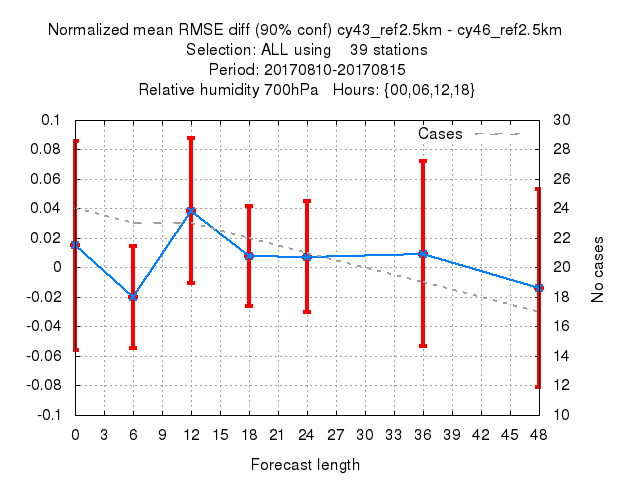 Normalized mean RMSE diff (90% conf) cy43_ref2.5km - cy46_ref2.5km
Selection: ALL using 39 stations
Period: 20170810-20170815
Relative humidity 700hPa Hours: {00,06,12,18}
0.1 30
Cases
0.08 28
0.06 26
0.04 24
0.02 22
0 20
-0.02 18
-0.04 16
-0.06 14
-0.08 12
-0.1 10
No cases
0 3 6 9 12 15 18 21 24 27 30 33 36 39 42 45 48
Forecast length